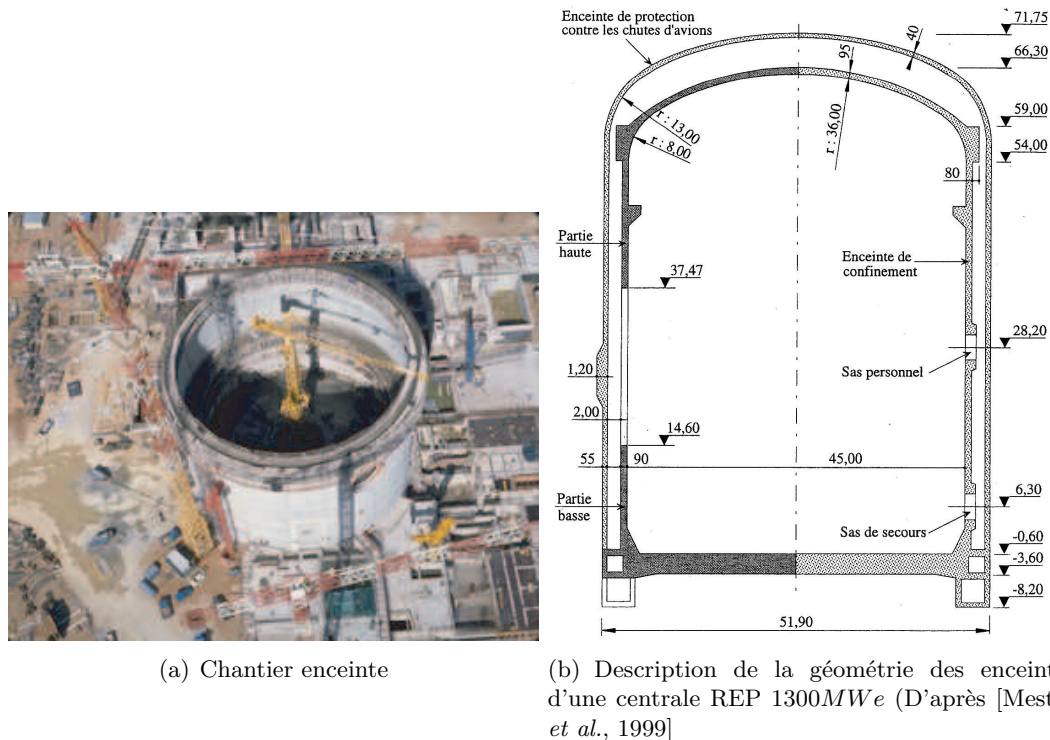 Enceinte de protection
contre les chutes d'avions
40
71,75
66,30
95
59,00
54,00
r : 13,00
r : 8,00
r : 36,00
80
Partie
haute
Enceinte de
confinement
37,47
28,20
Sas personnel
1,20
2,00
14,60
55
90
45,00
Partie
basse
6,30
Sas de secours
-0,60
-3,60
-8,20
51,90
(a) Chantier enceinte
(b) Description de la géométrie des enceint
d'une centrale REP 1300MWe (D'après [Mest
et al., 1999]